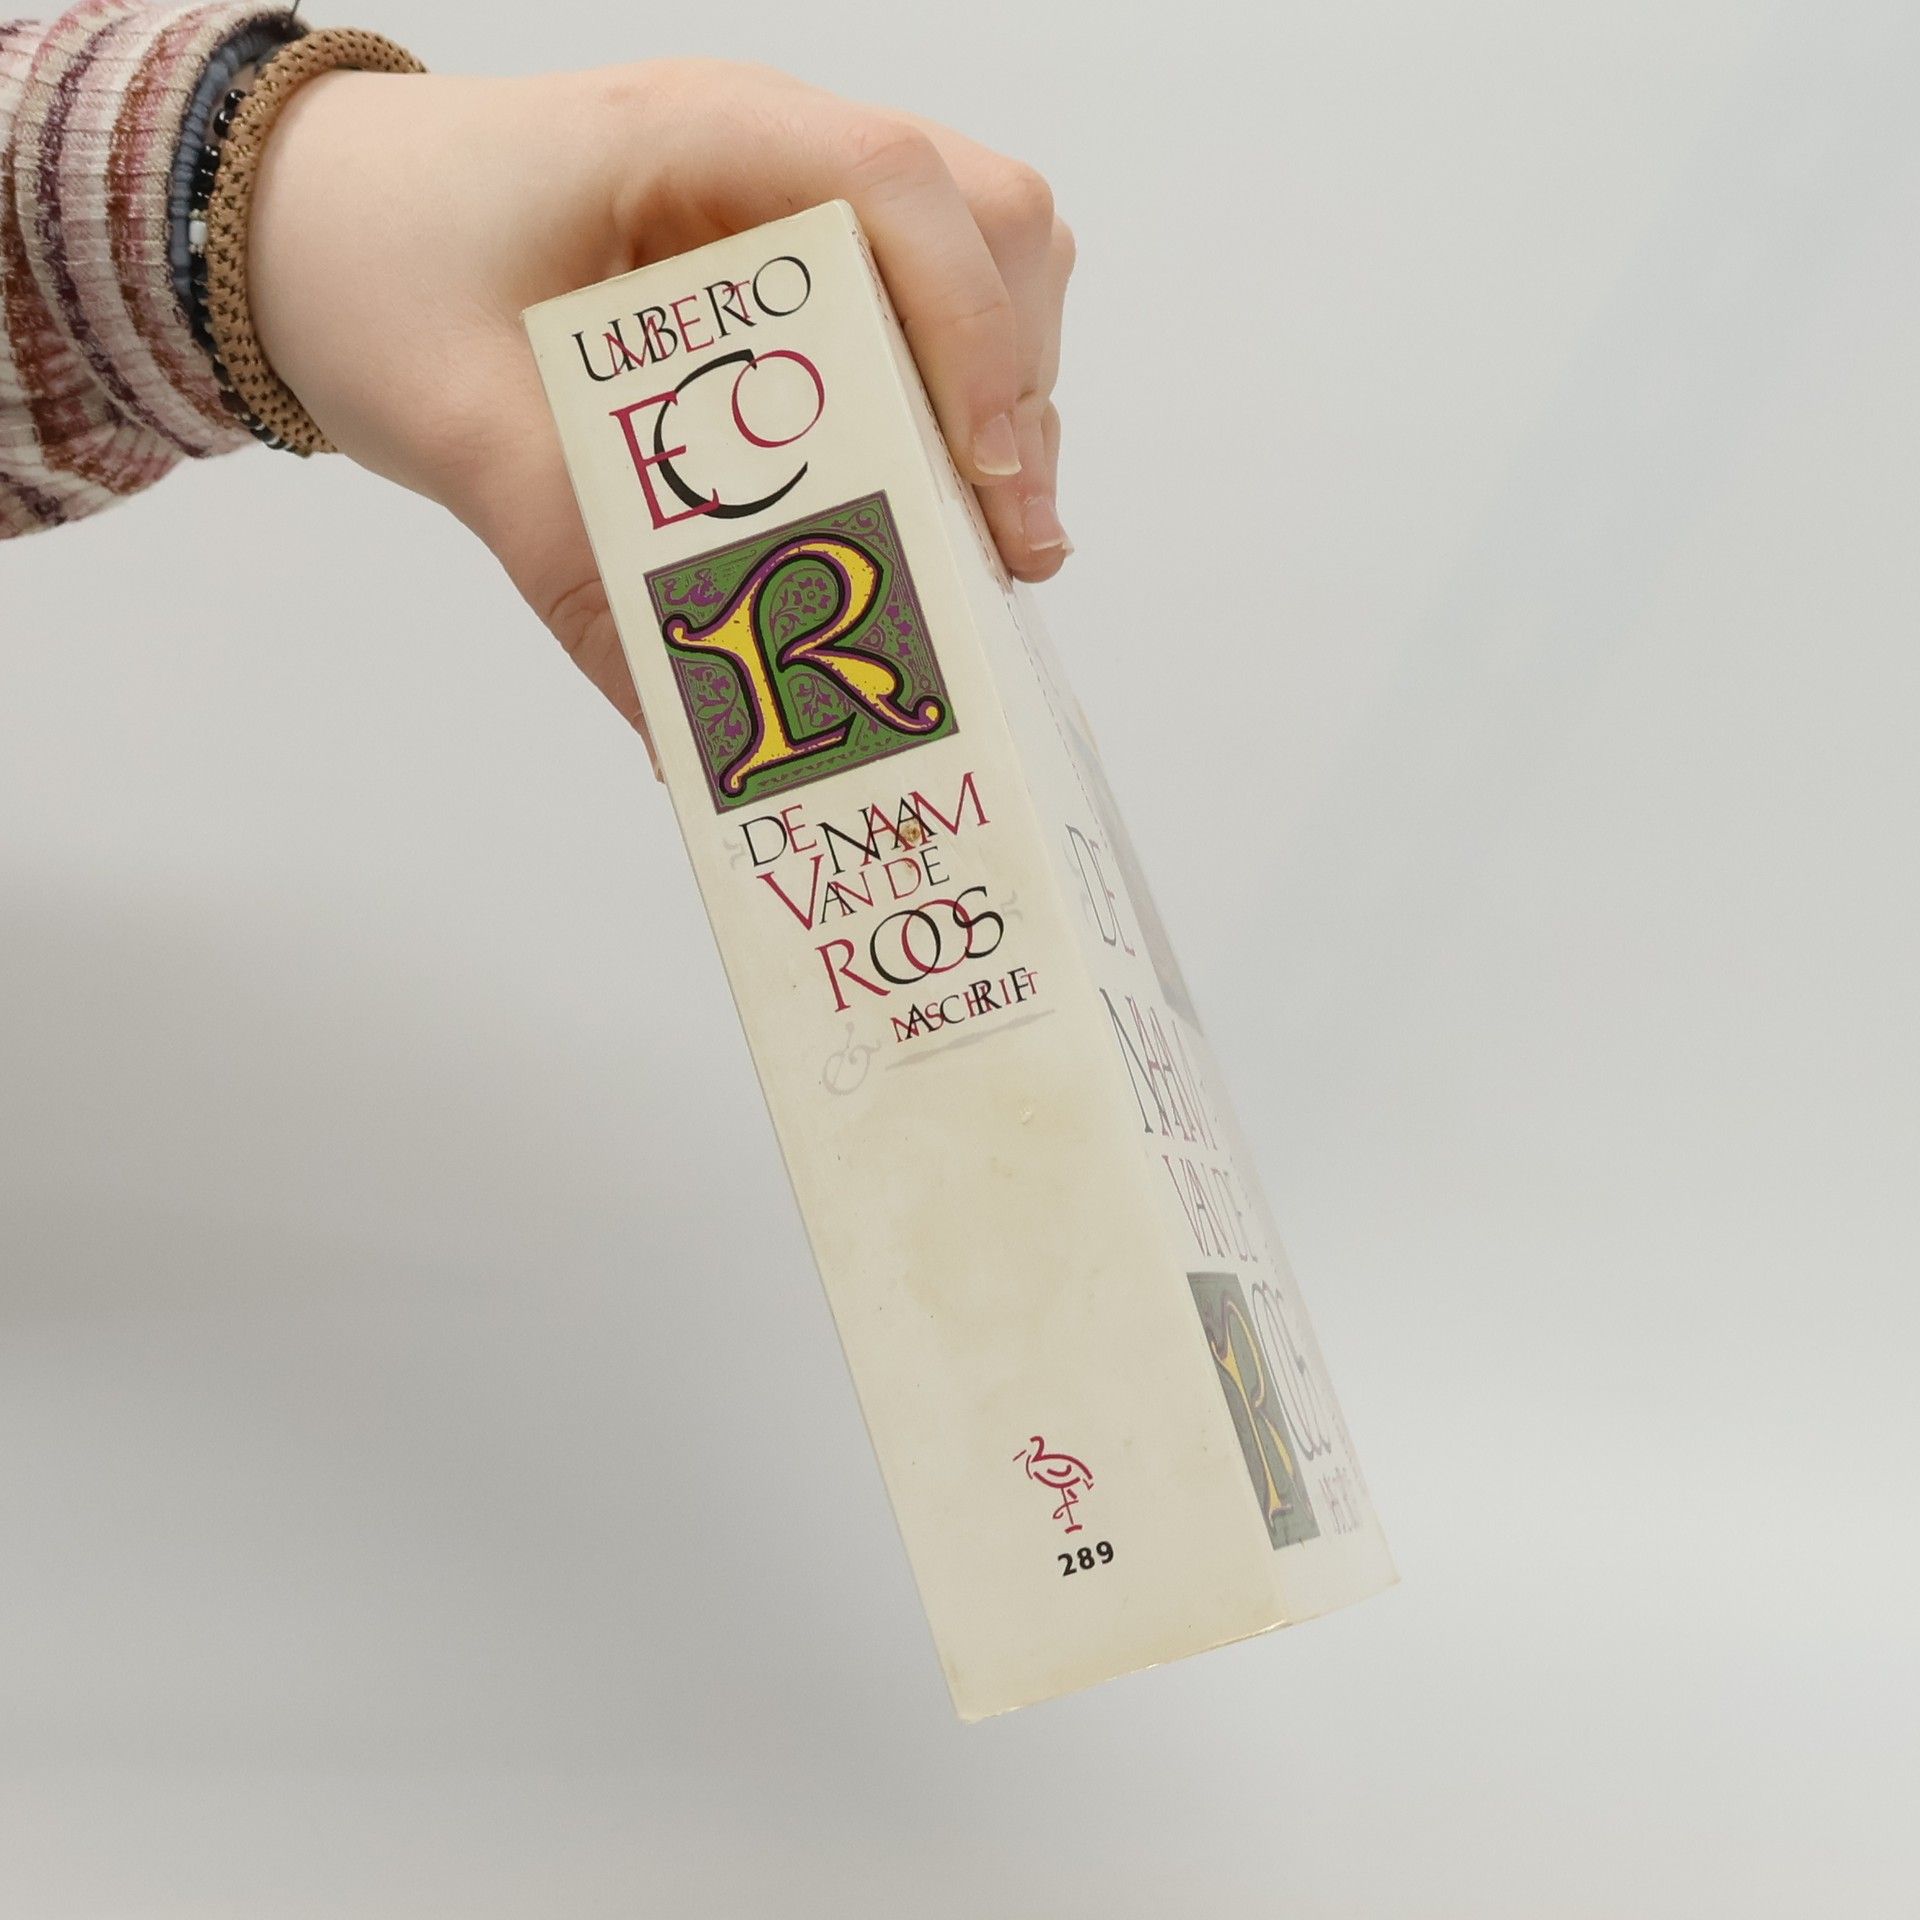 UMBERTO
ECO
R
DE NAAM
VAN DE
ROOS
& NASCHRIFT
289
DE
NAAM
VAN DE
R